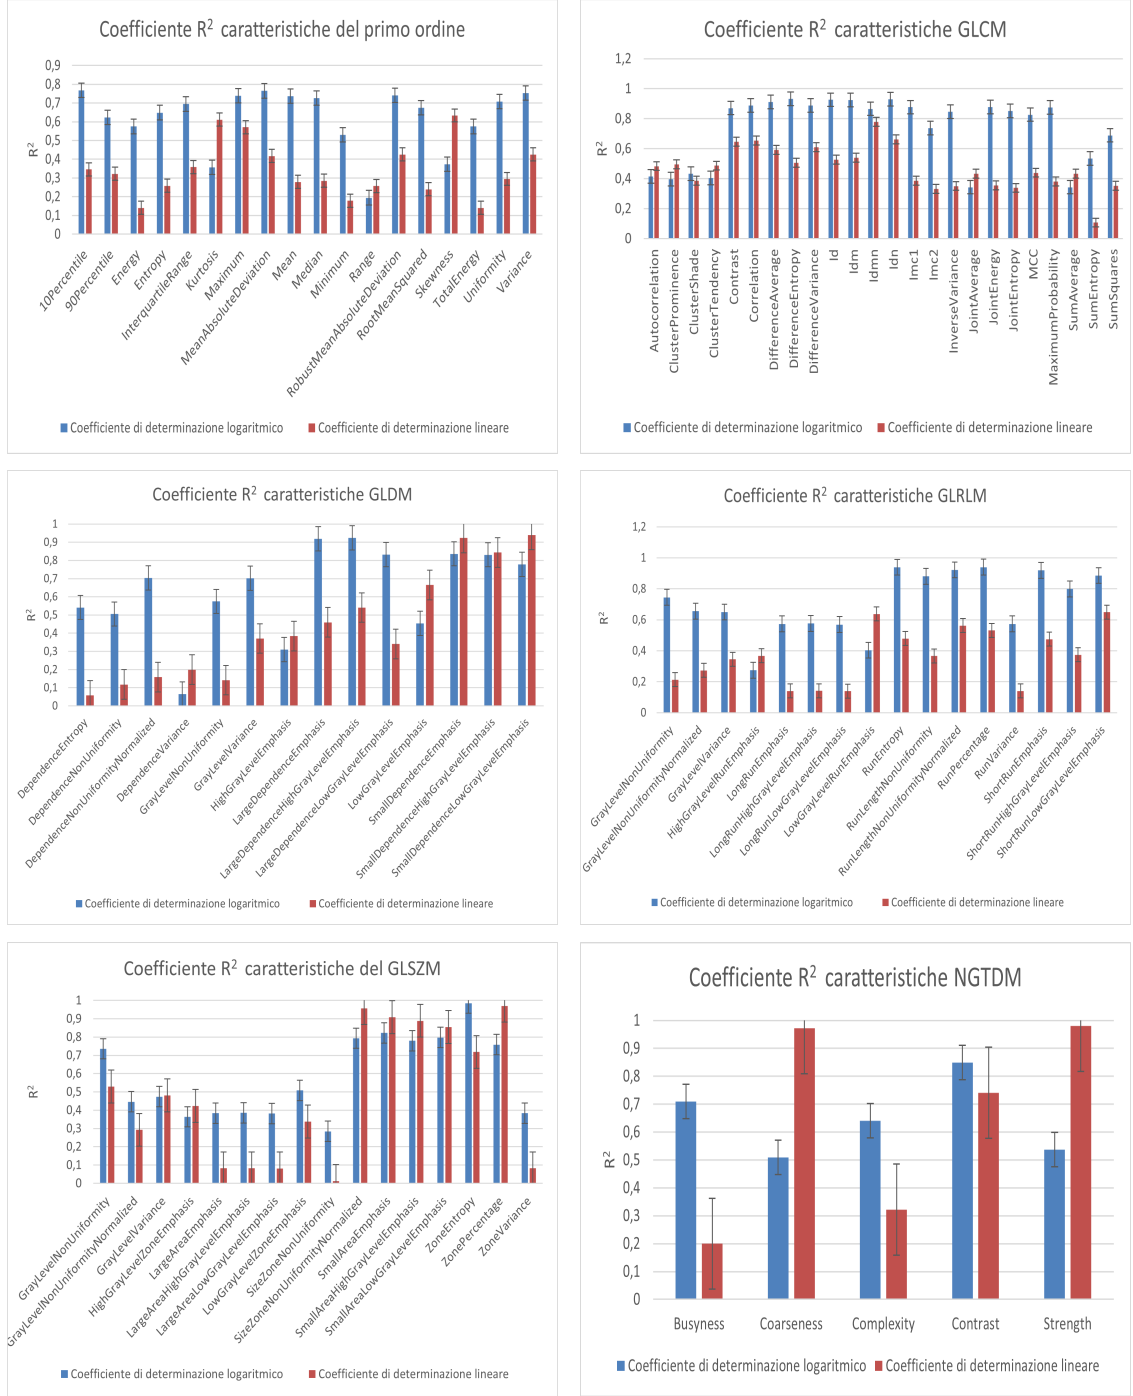 Coefficiente R² caratteristiche del primo ordine
0,9
0,8
0,7
0,6
0,5
0,4
0,3
0,2
0,1
0
R²
10Percentile
90Percentile
Energy
Entropy
InterquartileRange
Kurtosis
Maximum
MeanAbsoluteDeviation
Mean
Median
Minimum
Range
RobustMeanAbsoluteDeviation
RootMeanSquared
Skewness
TotalEnergy
Uniformity
Variance
Coefficiente di determinazione logaritmico
Coefficiente di determinazione lineare
Coefficiente R² caratteristiche GLCM
1,2
1
0,8
0,6
0,4
0,2
0
R²
Autocorrelation
ClusterProminence
ClusterShade
ClusterTendency
Contrast
Correlation
DifferenceAverage
DifferenceEntropy
DifferenceVariance
Id
Idm
Idmn
Idn
Imc1
Imc2
InverseVariance
JointAverage
JointEnergy
JointEntropy
MCC
MaximumProbability
SumAverage
SumEntropy
SumSquares
Coefficiente di determinazione logaritmico
Coefficiente di determinazione lineare
Coefficiente R² caratteristiche GLDM
1
0,9
0,8
0,7
0,6
0,5
0,4
0,3
0,2
0,1
0
R²
DependenceEntropy
DependenceNonUniformity
DependenceNonUniformityNormalized
DependenceVariance
GrayLevelNonUniformity
GrayLevelVariance
HighGrayLevelEmphasis
LargeDependenceEmphasis
LargeDependenceHighGrayLevelEmphasis
LargeDependenceLowGrayLevelEmphasis
LowGrayLevelEmphasis
SmallDependenceEmphasis
SmallDependenceHighGrayLevelEmphasis
SmallDependenceLowGrayLevelEmphasis
Coefficiente di determinazione logaritmico
Coefficiente di determinazione lineare
Coefficiente R² caratteristiche GLRLM
1,2
1
0,8
0,6
0,4
0,2
0
R²
GrayLevelNonUniformity
GrayLevelNonUniformityNormalized
GrayLevelVariance
HighGrayLevelRunEmphasis
LongRunEmphasis
LongRunHighGrayLevelEmphasis
LongRunLowGrayLevelEmphasis
LowGrayLevelRunEmphasis
RunEntropy
RunLengthNonUniformity
RunLengthNonUniformityNormalized
RunPercentage
RunVariance
ShortRunEmphasis
ShortRunHighGrayLevelEmphasis
ShortRunLowGrayLevelEmphasis
Coefficiente di determinazione logaritmico
Coefficiente di determinazione lineare
Coefficiente R² caratteristiche del GLSZM
1
0,9
0,8
0,7
0,6
0,5
0,4
0,3
0,2
0,1
0
R²
GrayLevelNonUniformity
GrayLevelNonUniformityNormalized
GrayLevelVariance
HighGrayLevelZoneEmphasis
LargeAreaEmphasis
LargeAreaHighGrayLevelEmphasis
LargeAreaLowGrayLevelEmphasis
LowGrayLevelZoneEmphasis
SizeZoneNonUniformity
SizeZoneNonUniformityNormalized
SmallAreaEmphasis
SmallAreaHighGrayLevelEmphasis
SmallAreaLowGrayLevelEmphasis
ZoneEntropy
ZonePercentage
ZoneVariance
Coefficiente di determinazione logaritmico
Coefficiente di determinazione lineare
Coefficiente R² caratteristiche NGTDM
1
0,9
0,8
0,7
0,6
0,5
0,4
0,3
0,2
0,1
0
R²
Busyness
Coarseness
Complexity
Contrast
Strength
Coefficiente di determinazione logaritmico
Coefficiente di determinazione lineare